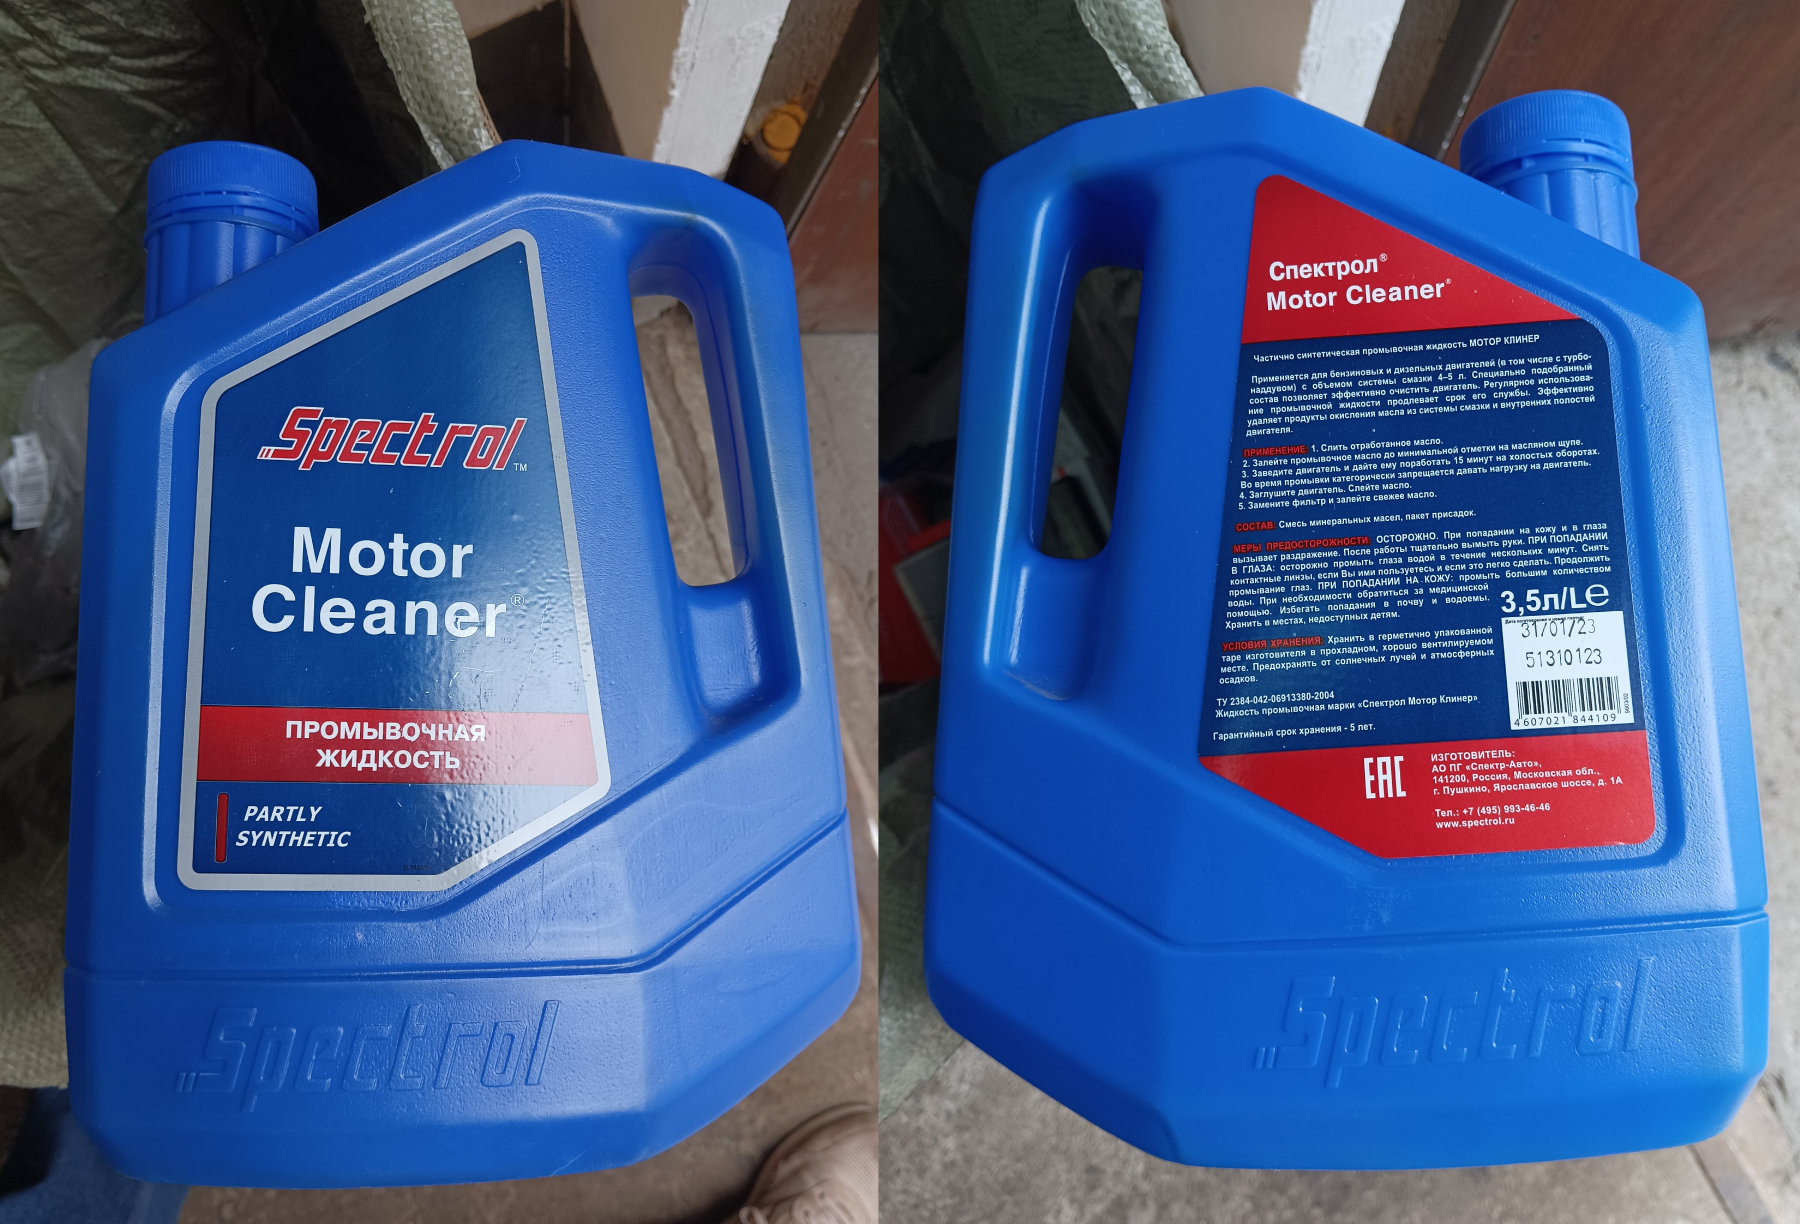 Spectrol™
Motor
Cleaner®
ПРОМЫВОЧНАЯ
ЖИДКОСТЬ
PARTLY
SYNTHETIC
Spectrol
Спектрол®
Motor Cleaner®
Частично синтетическая промывочная жидкость МОТОР КЛИНЕР
Применяется для бензиновых и дизельных двигателей (в том числе с турбо-
наддувом) с объемом системы смазки 4–5 л. Специально подобранный
состав позволяет эффективно очистить двигатель. Регулярное использова-
ние промывочной жидкости продлевает срок его службы. Эффективно
удаляет продукты окисления масла из системы смазки и внутренних полостей
двигателя.
ПРИМЕНЕНИЕ: 1. Слить отработанное масло.
2. Залейте промывочное масло до минимальной отметки на масляном щупе.
3. Заведите двигатель и дайте ему поработать 15 минут на холостых оборотах.
Во время промывки категорически запрещается давать нагрузку на двигатель.
4. Заглушите двигатель. Слейте масло.
5. Замените фильтр и залейте свежее масло.
СОСТАВ: Смесь минеральных масел, пакет присадок.
МЕРЫ ПРЕДОСТОРОЖНОСТИ: ОСТОРОЖНО. При попадании на кожу и в глаза
вызывает раздражение. После работы тщательно вымыть руки. ПРИ ПОПАДАНИИ
В ГЛАЗА: осторожно промыть глаза водой в течение нескольких минут. Снять
контактные линзы, если Вы ими пользуетесь и если это легко сделать. Продолжить
промывание глаз. ПРИ ПОПАДАНИИ НА КОЖУ: промыть большим количеством
воды. При необходимости обратиться за медицинской
помощью. Избегать попадания в почву и водоемы.
Хранить в местах, недоступных детям.
3,5л/L℮
31/01/23
51310123
4607021 844109
УСЛОВИЯ ХРАНЕНИЯ: Хранить в герметично упакованной
таре изготовителя в прохладном, хорошо вентилируемом
месте. Предохранять от солнечных лучей и атмосферных
осадков.
ТУ 2384-042-06913380-2004
Жидкость промывочная марки «Спектрол Мотор Клинер»
Гарантийный срок хранения - 5 лет.
EAC
ИЗГОТОВИТЕЛЬ:
АО ПГ «Спектр-Авто»,
141200, Россия, Московская обл.,
г. Пушкино, Ярославское шоссе, д. 1А
Тел.: +7 (495) 993-46-46
www.spectrol.ru
Spectrol